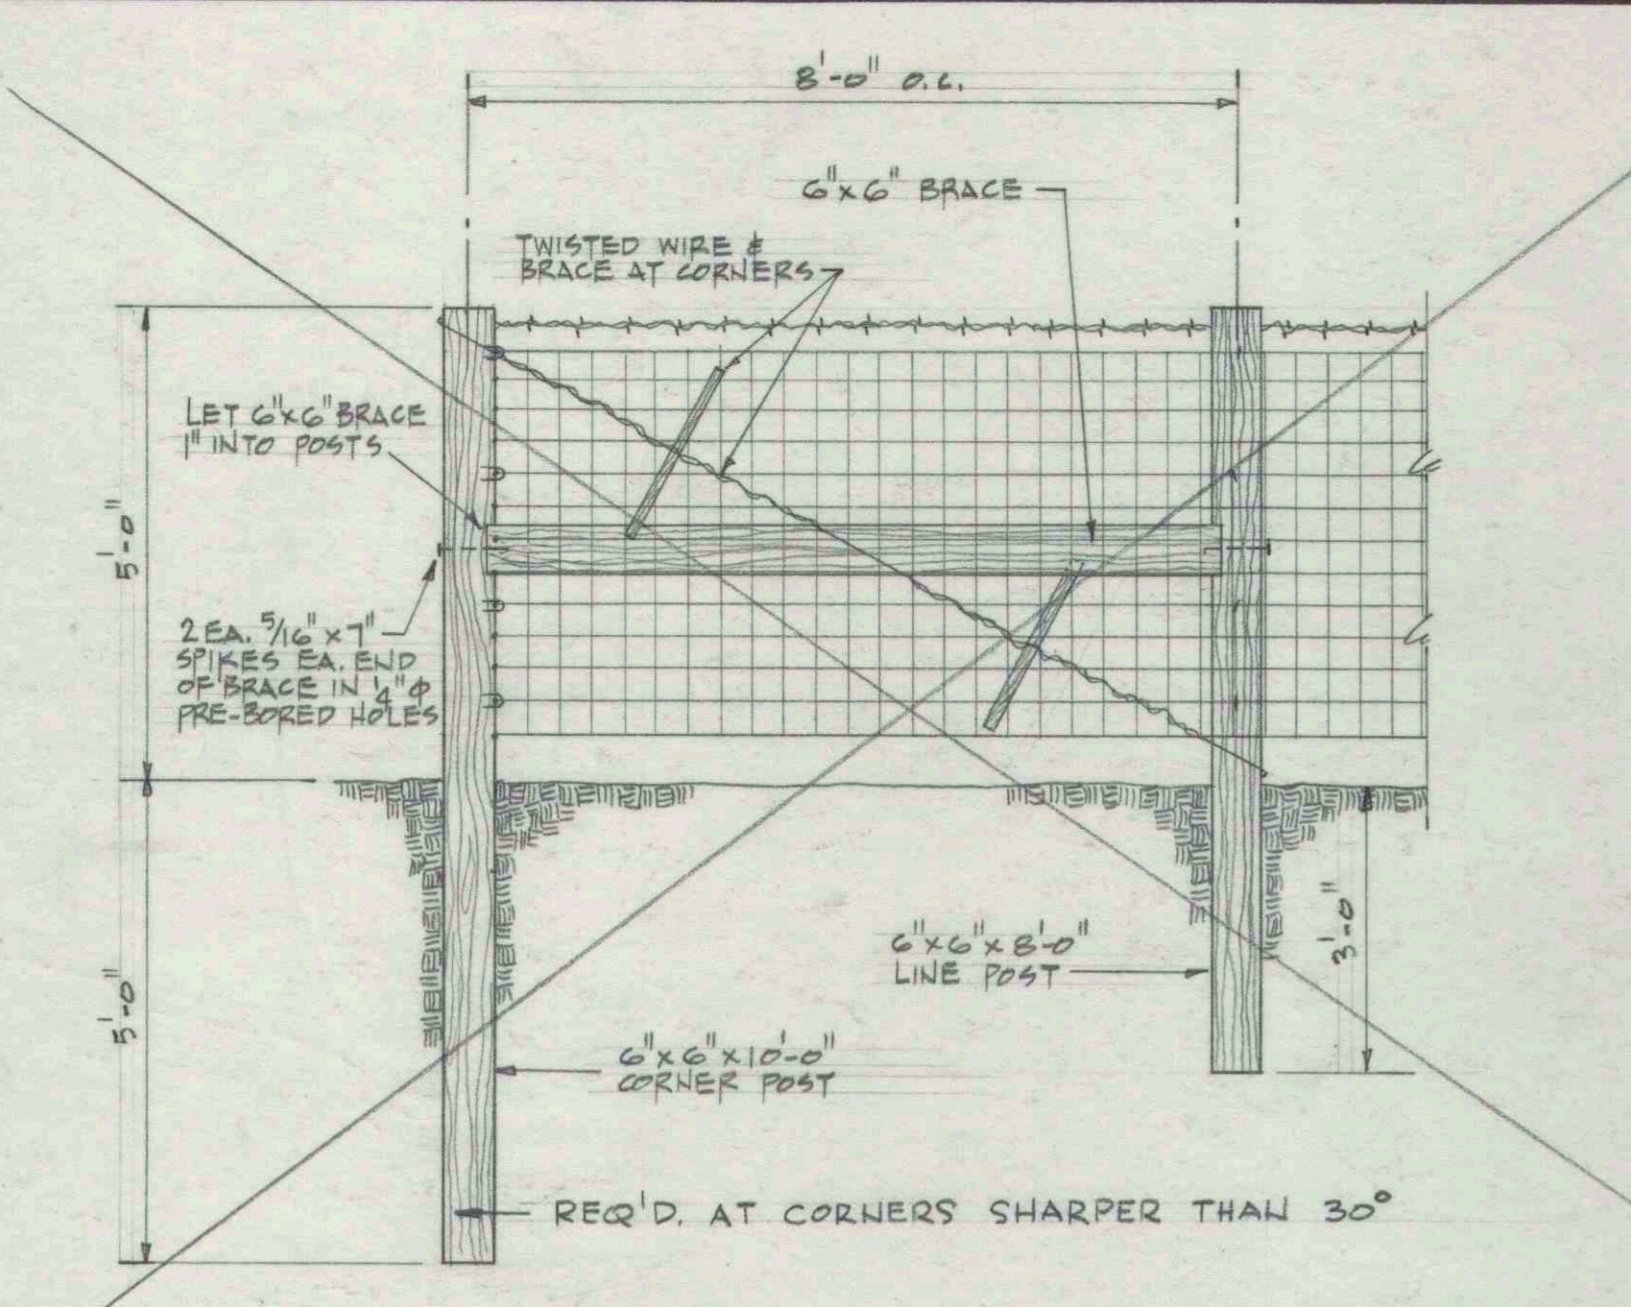 8'-0" O.C.
6"x6" BRACE
TWISTED WIRE &
BRACE AT CORNERS
LET 6"x6" BRACE
1" INTO POSTS
5'-0"
2 EA. 5/16" x 7"
SPIKES EA. END
OF BRACE IN 1/4" Φ
PRE-BORED HOLES
6"x6"x8'-0"
LINE POST
3'-0"
5'-0"
6"x6"x10'-0"
CORNER POST
REQ'D. AT CORNERS SHARPER THAN 30°